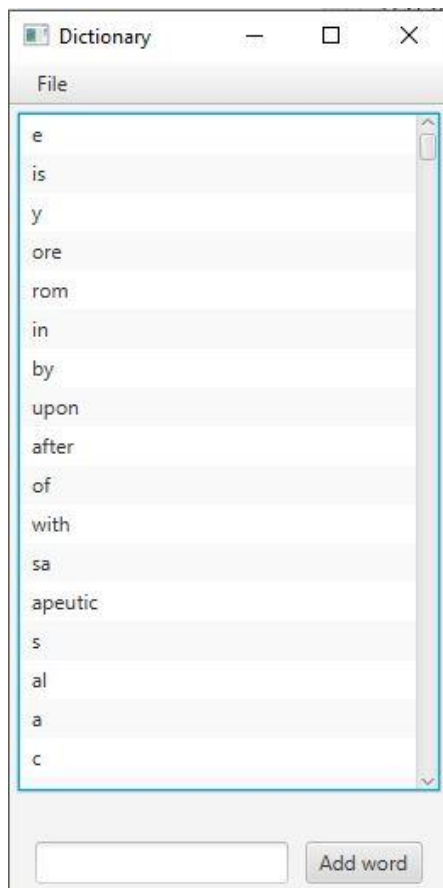 Dictionary
File
e
is
y
ore
rom
in
by
upon
after
of
with
sa
apeutic
s
al
a
c
Add word